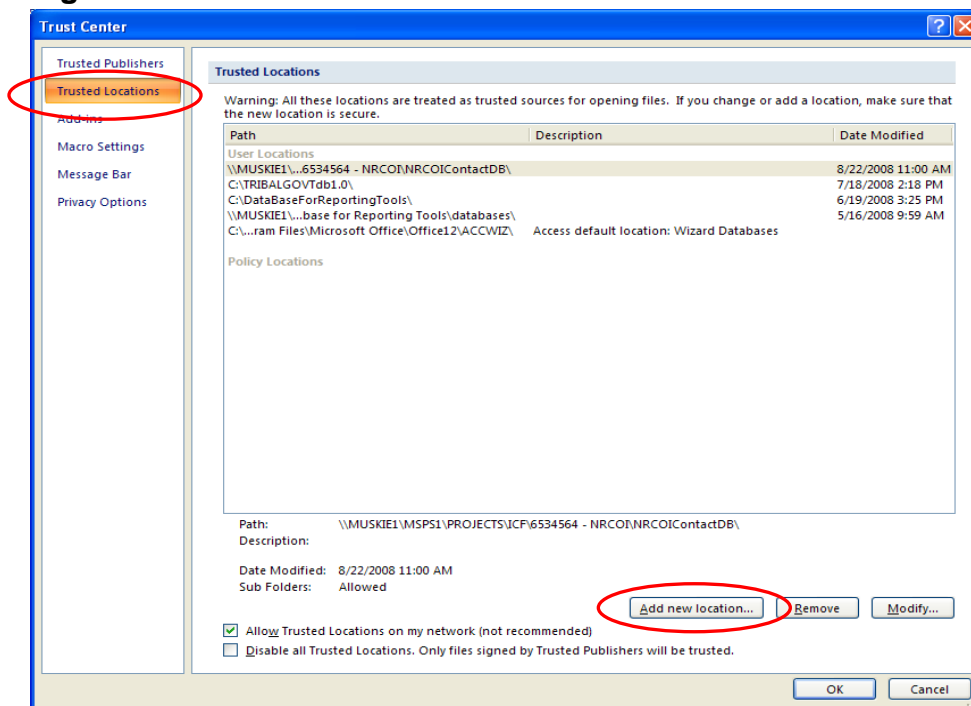 Trust Center
Trusted Publishers
Trusted Locations
Add-ins
Macro Settings
Message Bar
Privacy Options
Trusted Locations
Warning: All these locations are treated as trusted sources for opening files. If you change or add a location, make sure that
the new location is secure.
Path Description Date Modified
User Locations
\\MUSKIE1\...6534564 - NRCOI\NRCOIContactDB\ 8/22/2008 11:00 AM
C:\TRIBALGOVTdb1.0\ 7/18/2008 2:18 PM
C:\DataBaseForReportingTools\ 6/19/2008 3:25 PM
\\MUSKIE1\...base for Reporting Tools\databases\ 5/16/2008 9:59 AM
C:\...ram Files\Microsoft Office\Office12\ACCWIZ\ Access default location: Wizard Databases
Policy Locations
Path: \\MUSKIE1\MSPS1\PROJECTS\ICF\6534564 - NRCOI\NRCOIContactDB\
Description:
Date Modified: 8/22/2008 11:00 AM
Sub Folders: Allowed
Add new location... Remove Modify...
Allow Trusted Locations on my network (not recommended)
Disable all Trusted Locations. Only files signed by Trusted Publishers will be trusted.
OK Cancel